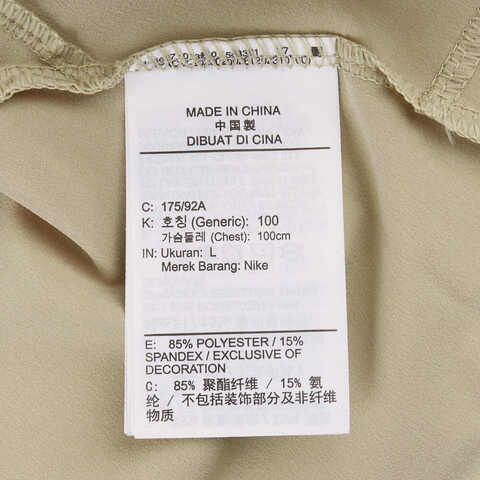 MADE IN CHINA
中国製
DIBUAT DI CINA
C: 175/92A
K: 호칭 (Generic): 100
가슴둘레 (Chest): 100cm
IN: Ukuran: L
Merek Barang: Nike
E: 85% POLYESTER / 15%
SPANDEX / EXCLUSIVE OF
DECORATION
C: 85% 聚酯纤维 / 15% 氨
纶 / 不包括装饰部分及非纤维
物质